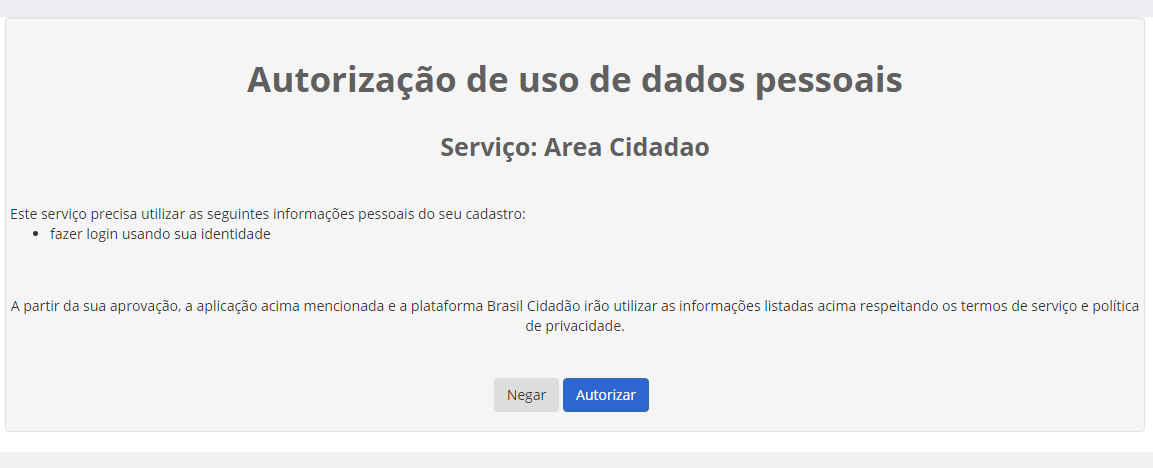 Autorização de uso de dados pessoais
Serviço: Area Cidadao
Este serviço precisa utilizar as seguintes informações pessoais do seu cadastro:
• fazer login usando sua identidade
A partir da sua aprovação, a aplicação acima mencionada e a plataforma Brasil Cidadão irão utilizar as informações listadas acima respeitando os termos de serviço e política
de privacidade.
Negar Autorizar